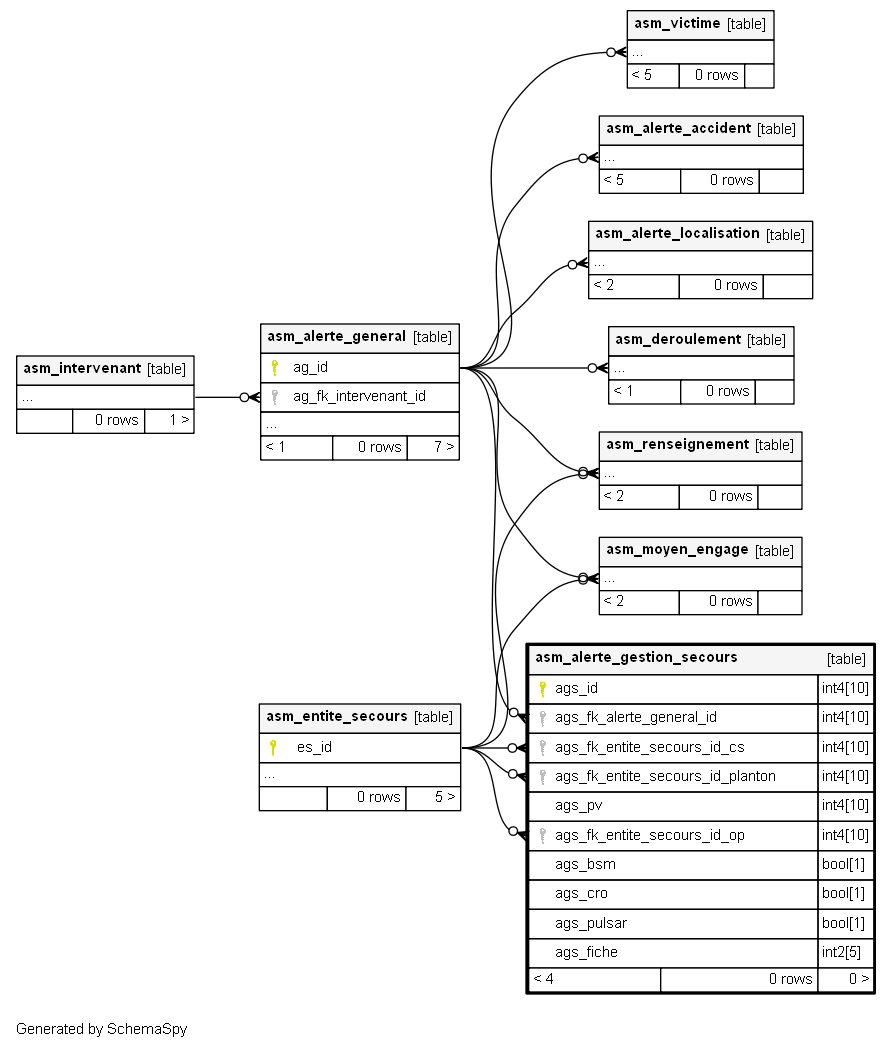 asm_victime [table]
...
< 5 0 rows
asm_alerte_accident [table]
...
< 5 0 rows
asm_alerte_localisation [table]
...
< 2 0 rows
asm_alerte_general [table]
ag_id
ag_fk_intervenant_id
...
< 1 0 rows 7 >
asm_deroulement [table]
...
< 1 0 rows
asm_intervenant [table]
...
0 rows 1 >
asm_renseignement [table]
...
< 2 0 rows
asm_moyen_engage [table]
...
< 2 0 rows
asm_alerte_gestion_secours [table]
ags_id int4[10]
ags_fk_alerte_general_id int4[10]
ags_fk_entite_secours_id_cs int4[10]
ags_fk_entite_secours_id_planton int4[10]
ags_pv int4[10]
ags_fk_entite_secours_id_op int4[10]
ags_bsm bool[1]
ags_cro bool[1]
ags_pulsar bool[1]
ags_fiche int2[5]
< 4 0 rows 0 >
asm_entite_secours [table]
es_id
...
0 rows 5 >
Generated by SchemaSpy